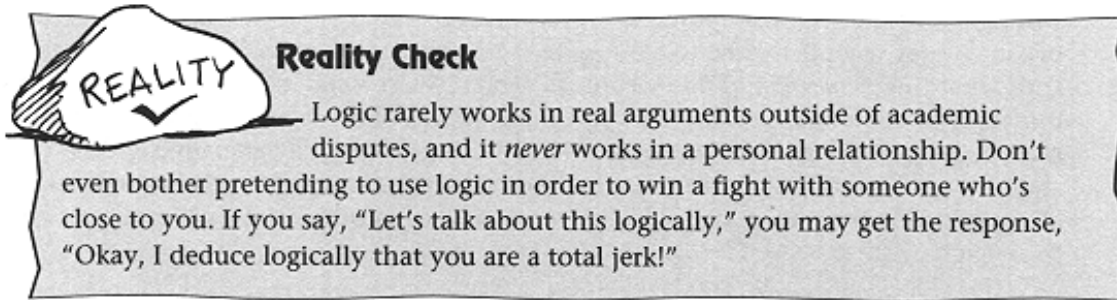 REALITY
Reality Check
Logic rarely works in real arguments outside of academic
disputes, and it never works in a personal relationship. Don't
even bother pretending to use logic in order to win a fight with someone who's
close to you. If you say, "Let's talk about this logically," you may get the response,
"Okay, I deduce logically that you are a total jerk!"